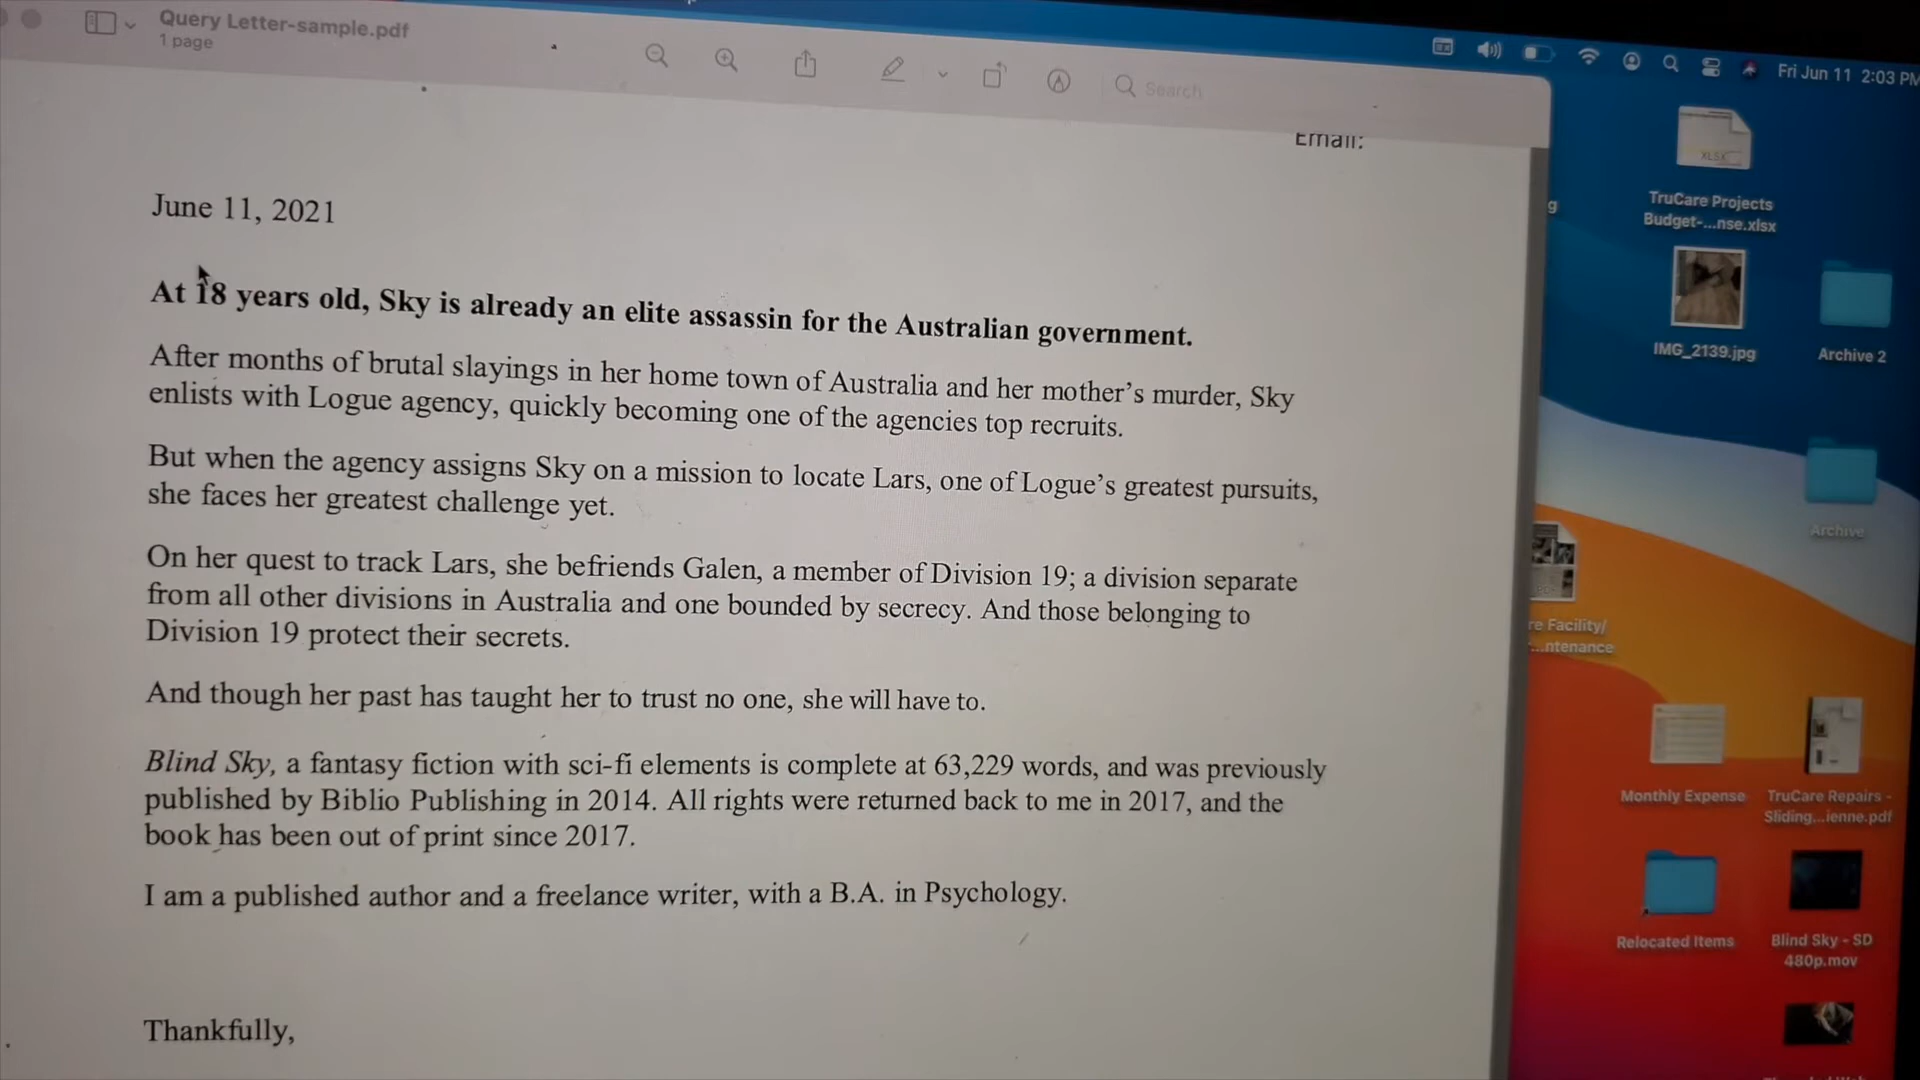 Query Letter-sample.pdf
1 page
Search
Fri Jun 11 2:03 PM
Email:
June 11, 2021
At 18 years old, Sky is already an elite assassin for the Australian government.
After months of brutal slayings in her home town of Australia and her mother's murder, Sky
enlists with Logue agency, quickly becoming one of the agencies top recruits.
But when the agency assigns Sky on a mission to locate Lars, one of Logue's greatest pursuits,
she faces her greatest challenge yet.
On her quest to track Lars, she befriends Galen, a member of Division 19; a division separate
from all other divisions in Australia and one bounded by secrecy. And those belonging to
Division 19 protect their secrets.
And though her past has taught her to trust no one, she will have to.
Blind Sky, a fantasy fiction with sci-fi elements is complete at 63,229 words, and was previously
published by Biblio Publishing in 2014. All rights were returned back to me in 2017, and the
book has been out of print since 2017.
I am a published author and a freelance writer, with a B.A. in Psychology.
Thankfully,
XLSX
TruCare Projects
Budget-...nse.xlsx
g
IMG_2139.jpg
Archive 2
Archive
re Facility/
...ntenance
Monthly Expense
TruCare Repairs -
Sliding...ienne.pdf
Relocated Items
Blind Sky - SD
480p.mov